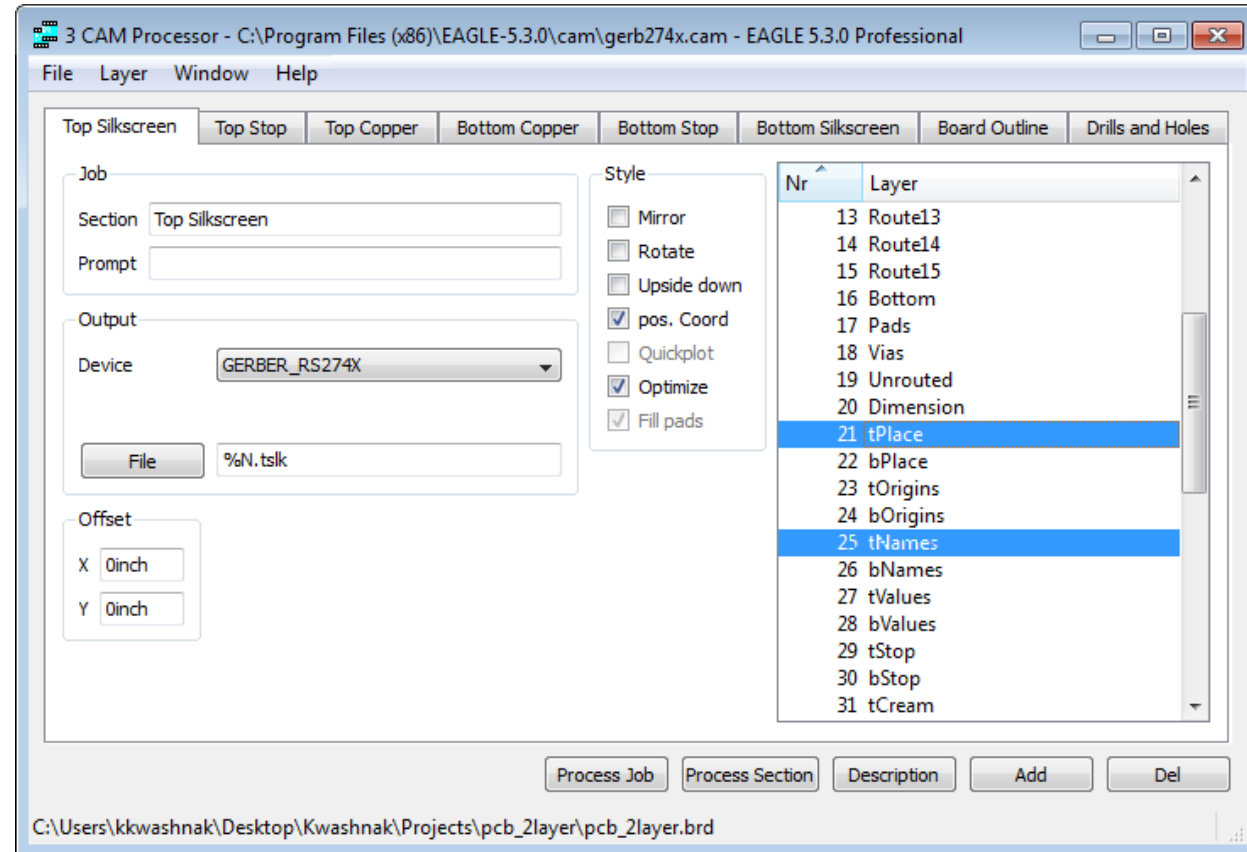 3 CAM Processor - C:\Program Files (x86)\EAGLE-5.3.0\cam\gerb274x.cam - EAGLE 5.3.0 Professional
File Layer Window Help
Top Silkscreen Top Stop Top Copper Bottom Copper Bottom Stop Bottom Silkscreen Board Outline Drills and Holes
Job
Section Top Silkscreen
Prompt
Output
Device GERBER_RS274X
File %N.tslk
Offset
X 0inch
Y 0inch
Style
Mirror
Rotate
Upside down
pos. Coord
Quickplot
Optimize
Fill pads
Nr Layer
13 Route13
14 Route14
15 Route15
16 Bottom
17 Pads
18 Vias
19 Unrouted
20 Dimension
21 tPlace
22 bPlace
23 tOrigins
24 bOrigins
25 tNames
26 bNames
27 tValues
28 bValues
29 tStop
30 bStop
31 tCream
Process Job Process Section Description Add Del
C:\Users\kkwashnak\Desktop\Kwashnak\Projects\pcb_2layer\pcb_2layer.brd